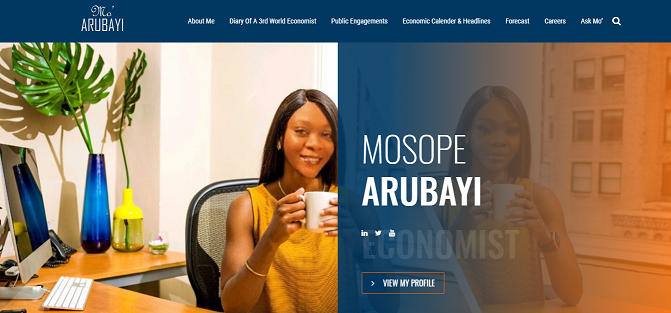 Mo'
ARUBAYI
About Me
Diary Of A 3rd World Economist
Public Engagements
Economic Calender & Headlines
Forecast
Careers
Ask Mo'
MOSOPE
ARUBAYI
ECONOMIST
VIEW MY PROFILE